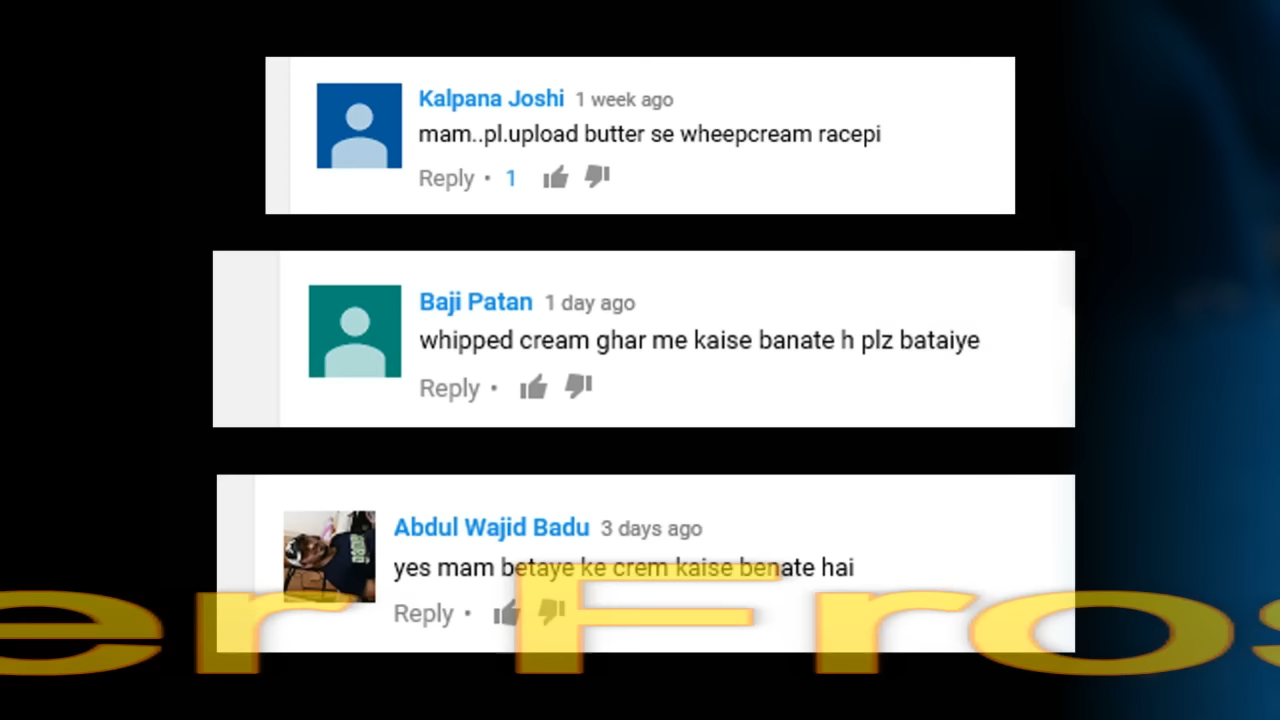 Kalpana Joshi 1 week ago
mam..pl.upload butter se wheepcream racepi
Reply • 1
Baji Patan 1 day ago
whipped cream ghar me kaise banate h plz bataiye
Reply •
Abdul Wajid Badu 3 days ago
yes mam betaye ke crem kaise benate hai
Reply •
er Fros